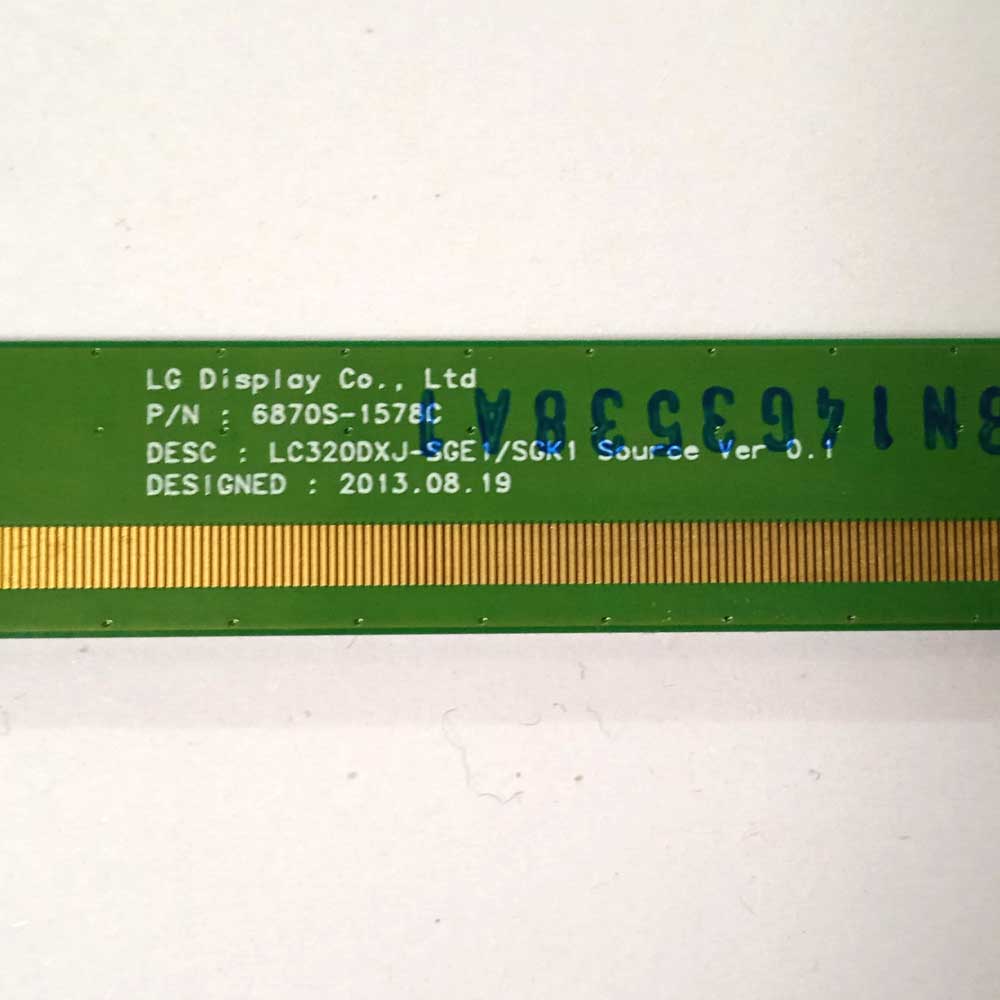 LG Display Co., Ltd
P/N : 6870S-1578C
DESC : LC320DXJ-SGE1/SGK1 Source Ver 0.1
DESIGNED : 2013.08.19